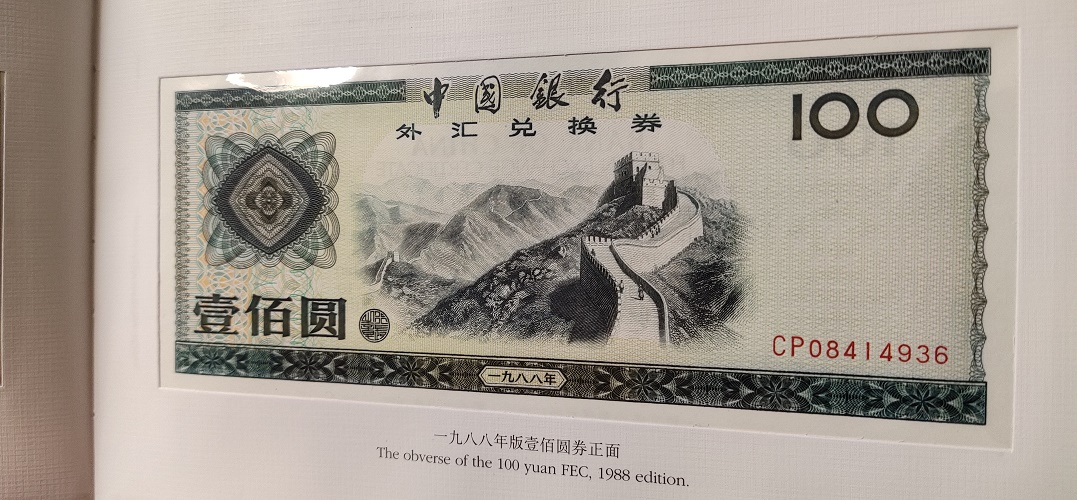 中國銀行
外汇兑换券
100
壹佰圆
CP08414936
一九八八年
一九八八年版壹佰圆券正面
The obverse of the 100 yuan FEC, 1988 edition.